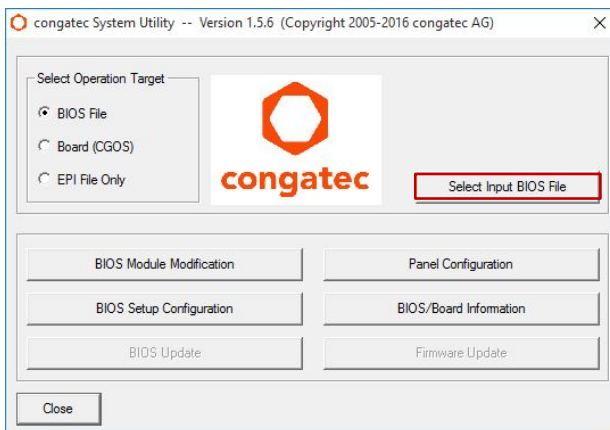 congatec System Utility -- Version 1.5.6 (Copyright 2005-2016 congatec AG)
Select Operation Target
BIOS File
Board (CGOS)
EPI File Only
congatec
Select Input BIOS File
BIOS Module Modification
Panel Configuration
BIOS Setup Configuration
BIOS/Board Information
BIOS Update
Firmware Update
Close